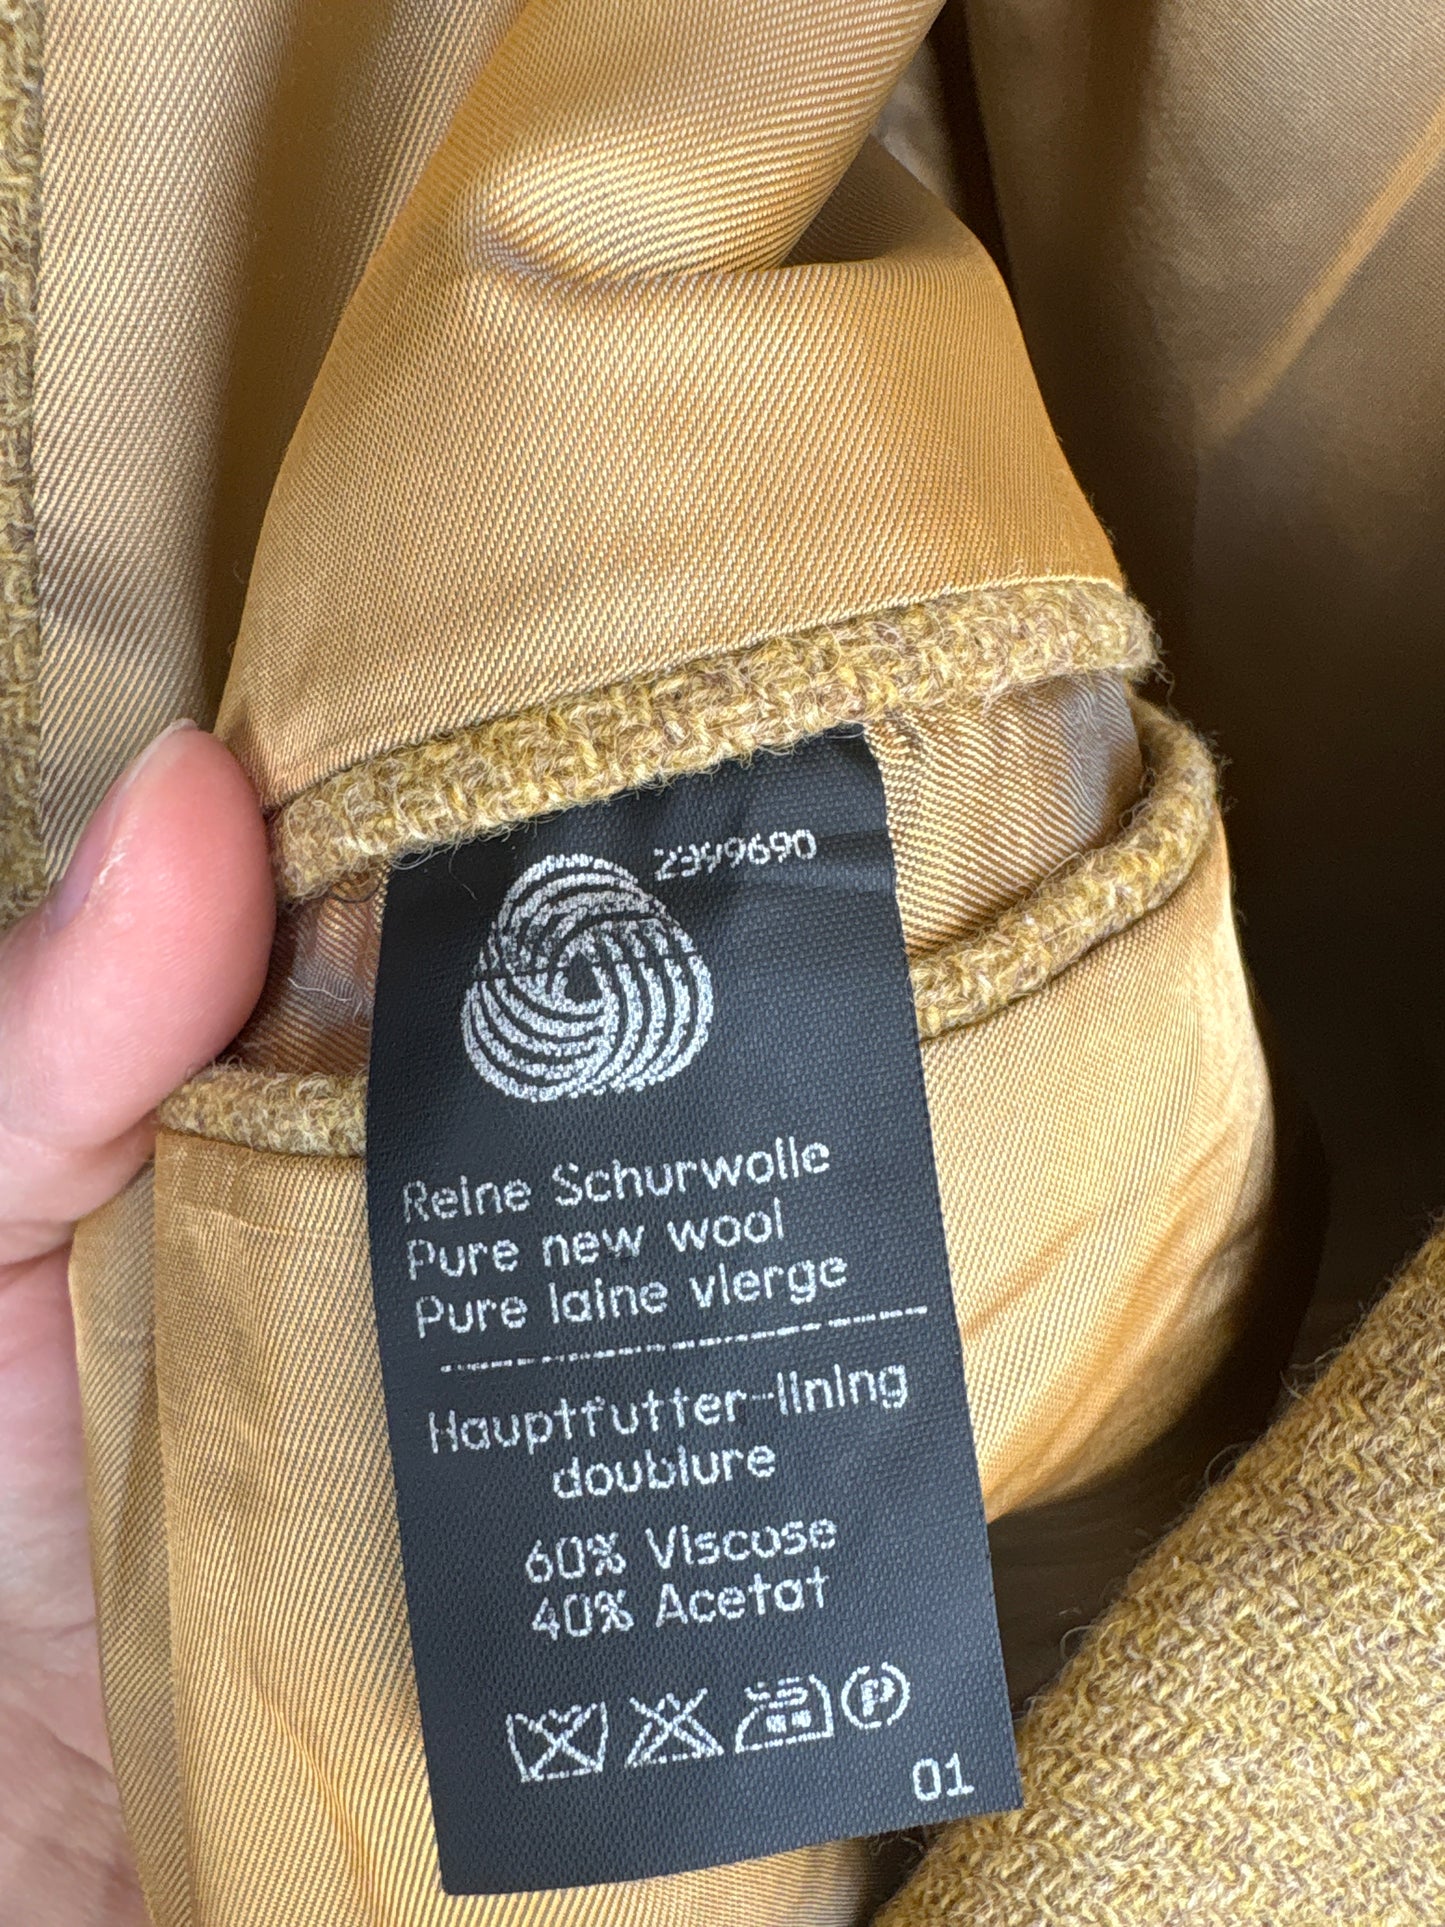 2399690
Reine Schurwolle
Pure new wool
Pure laine vierge
Hauptfutter-lining
doublure
60% Viscose
40% Acetat
P
01